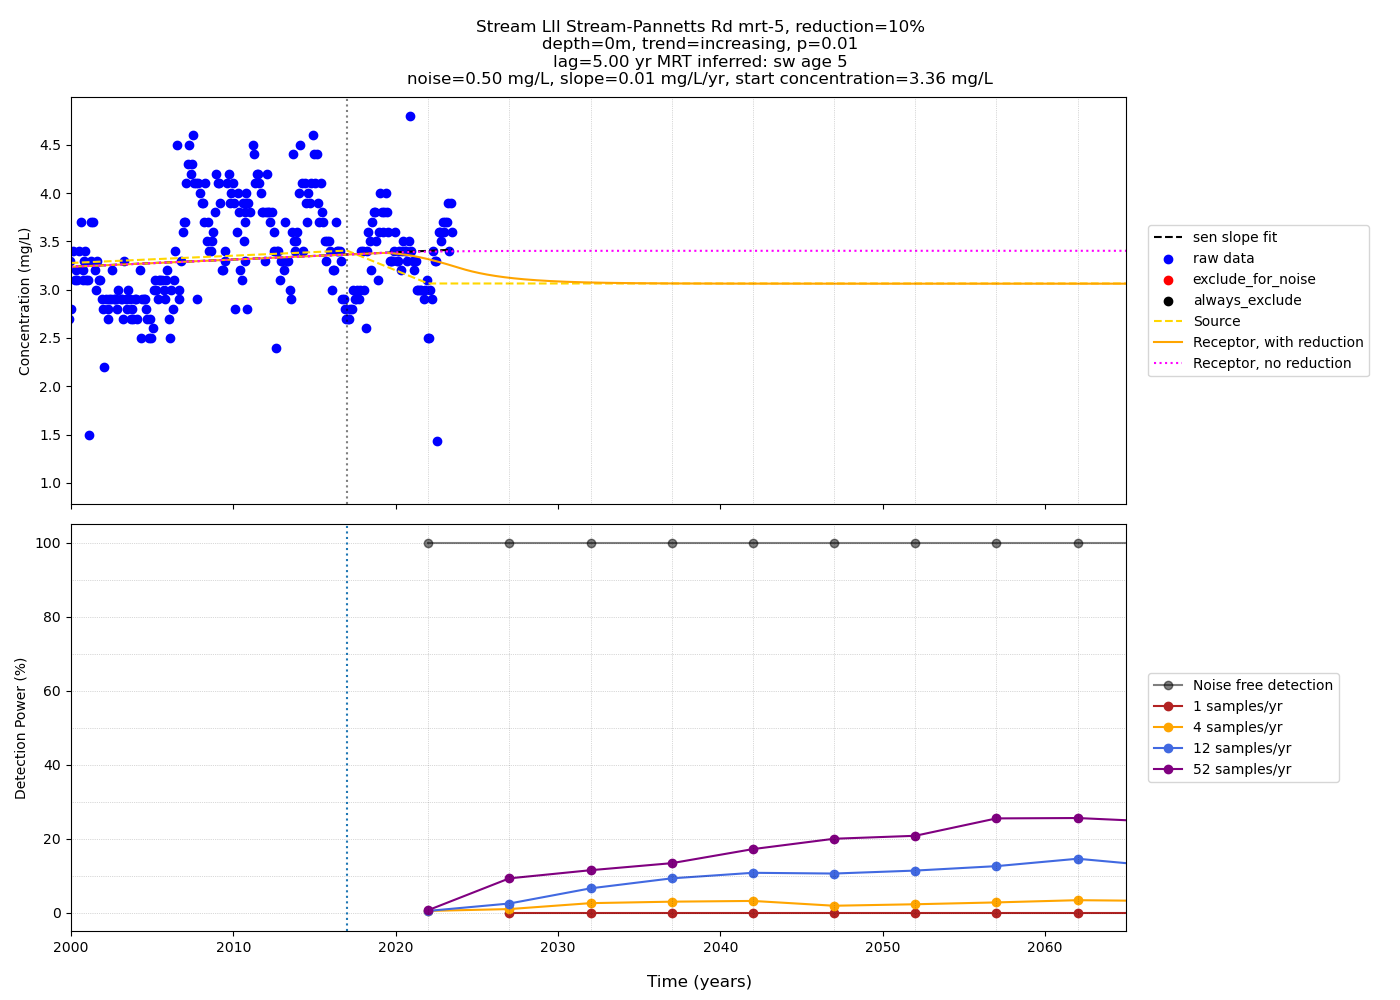 Stream LII Stream-Pannetts Rd mrt-5, reduction=10%
depth=0m, trend=increasing, p=0.01
lag=5.00 yr MRT inferred: sw age 5
noise=0.50 mg/L, slope=0.01 mg/L/yr, start concentration=3.36 mg/L
Concentration (mg/L)
4.5
4.0
3.5
3.0
2.5
2.0
1.5
1.0
sen slope fit
raw data
exclude_for_noise
always_exclude
Source
Receptor, with reduction
Receptor, no reduction
Detection Power (%)
100
80
60
40
20
0
Noise free detection
1 samples/yr
4 samples/yr
12 samples/yr
52 samples/yr
2000 2010 2020 2030 2040 2050 2060
Time (years)